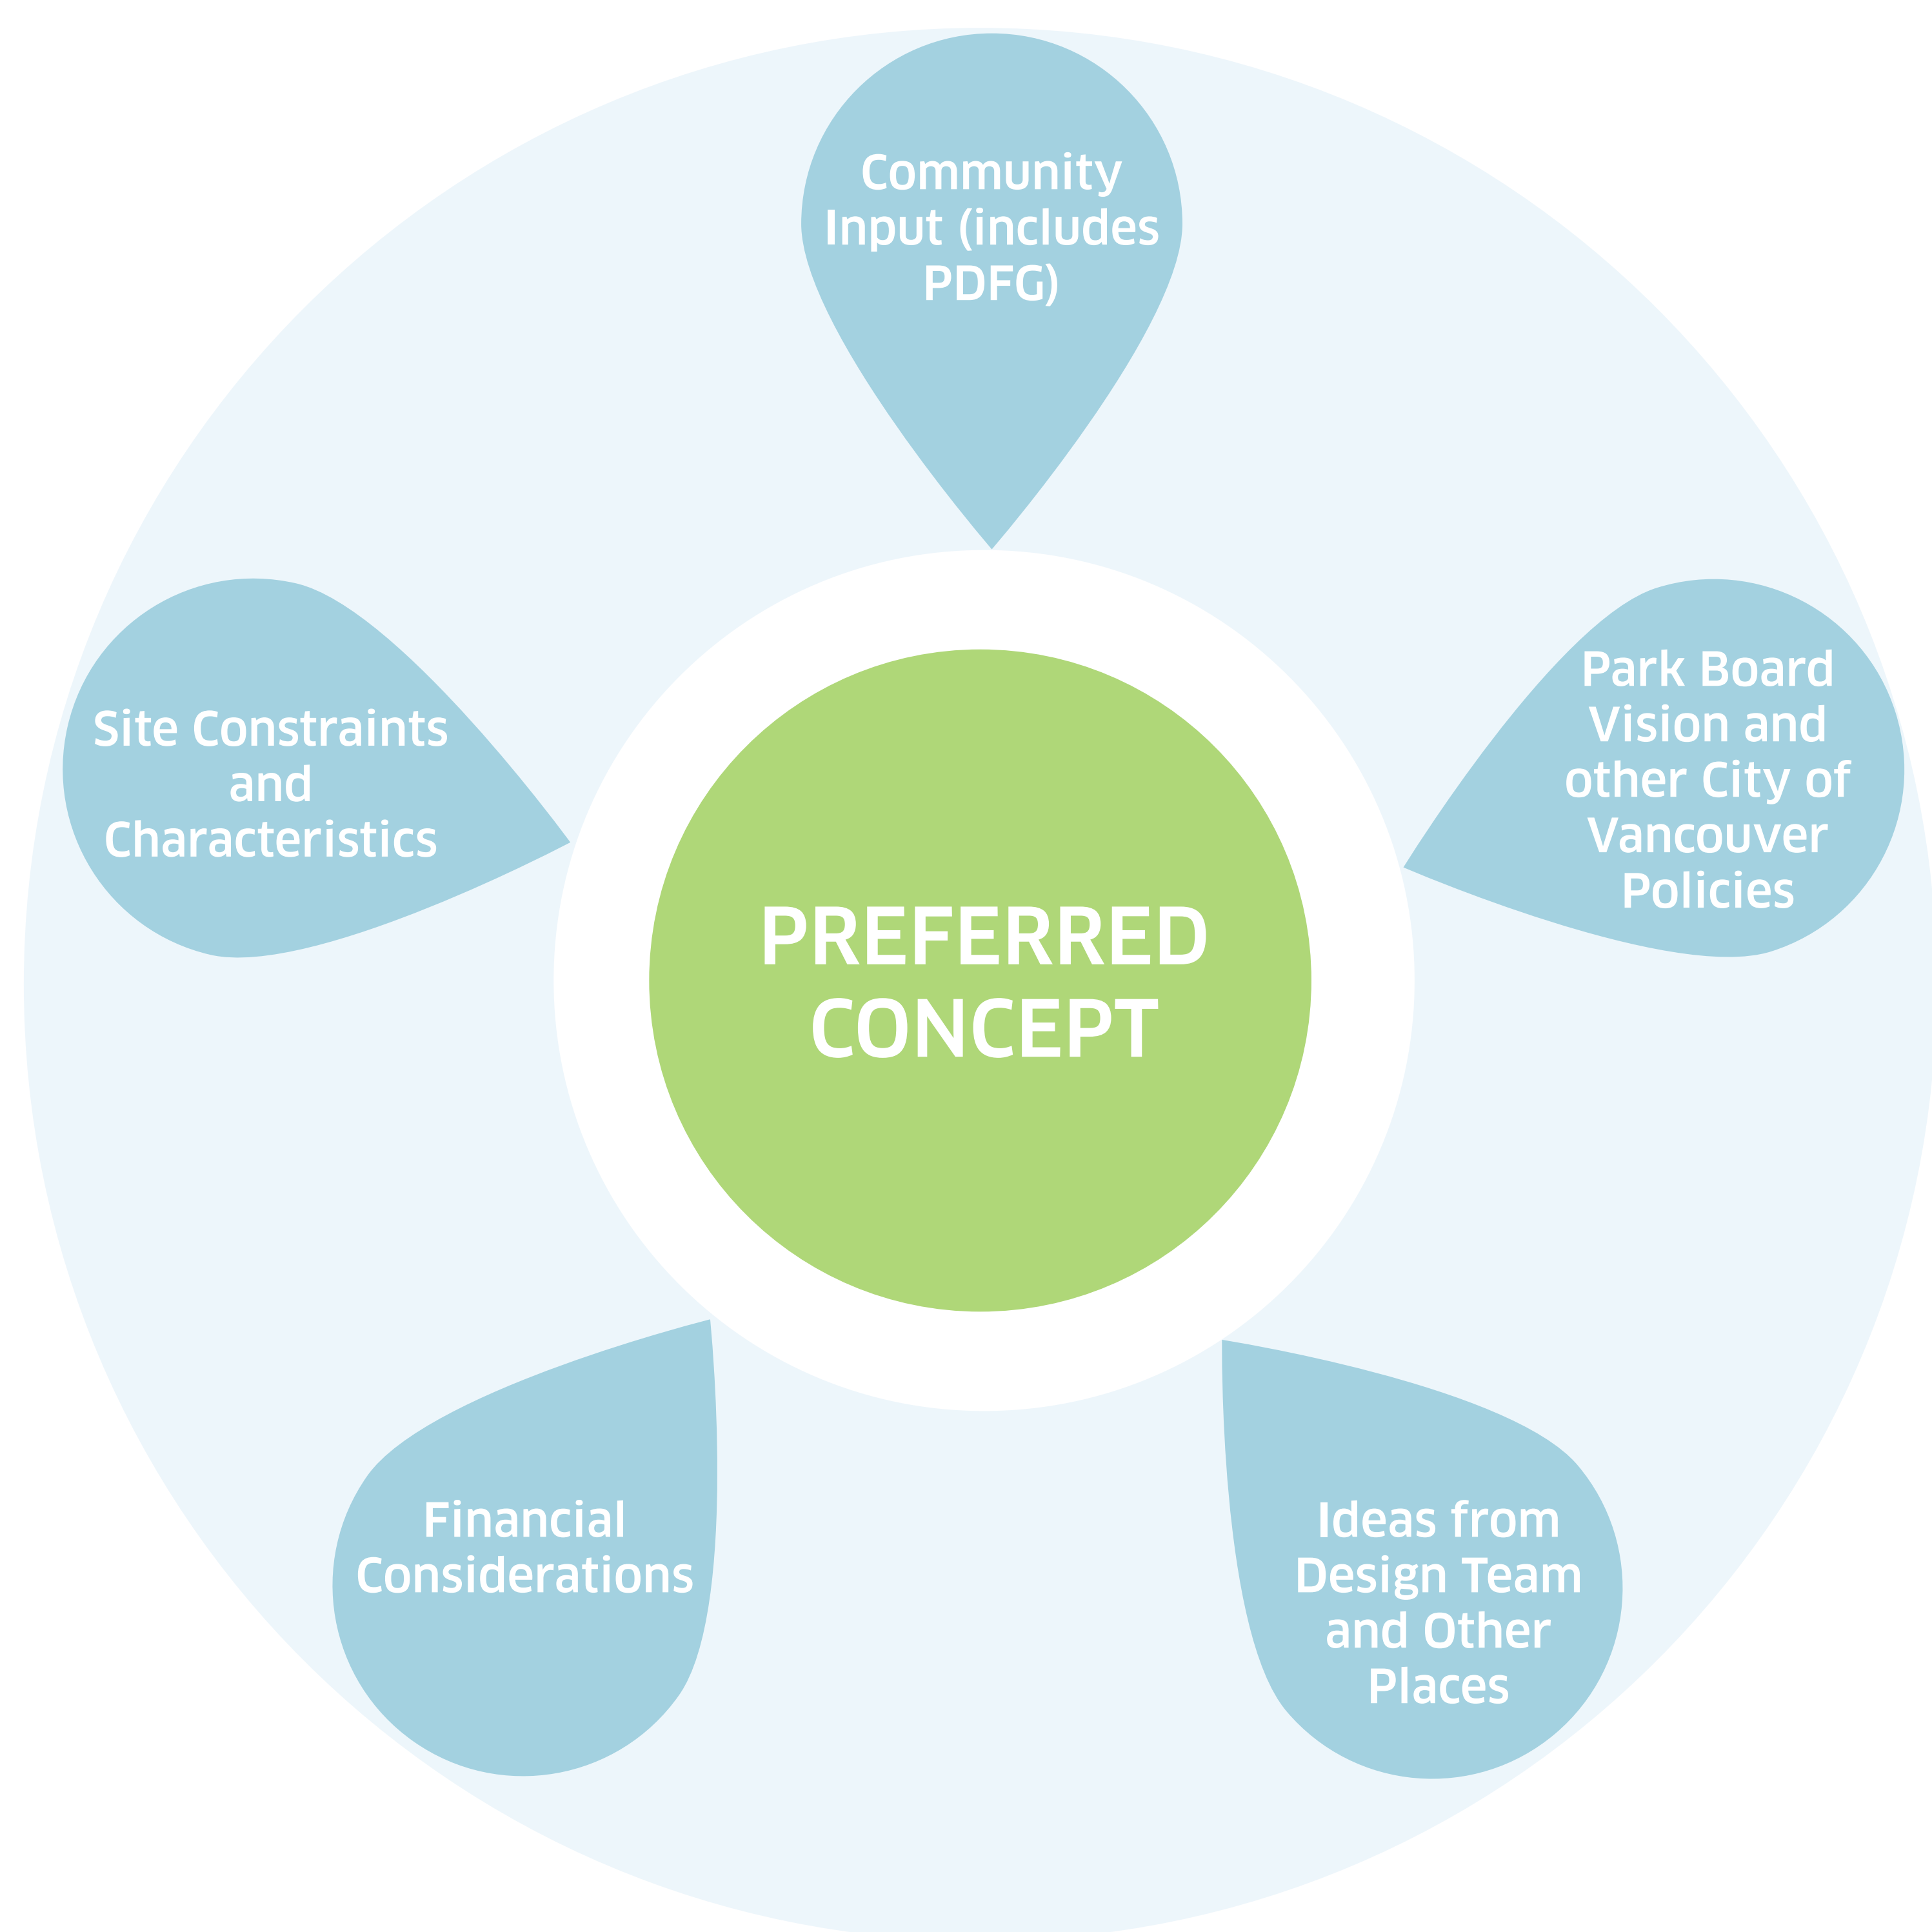 Community
Input (includes
PDFG)
Park Board
vision and
other City of
Vancouver
Policies
Site Constraints
and
Characteristics
PREFERRED
CONCEPT
Financial
Considerations
Ideas from
Design Team
and Other
Places